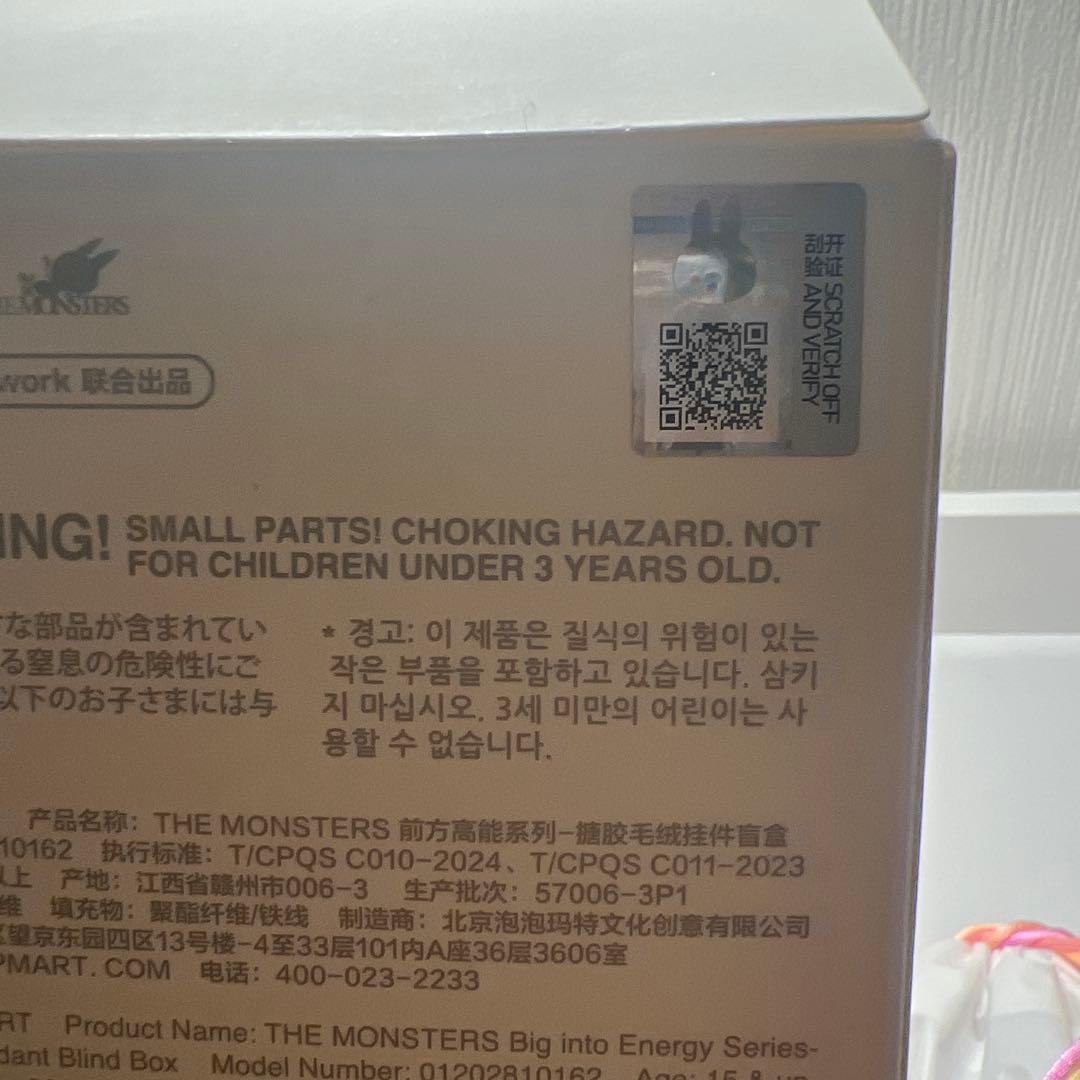 THE MONSTERS
work 联合出品
刮开验证 SCRATCH OFF AND VERIFY
ING! SMALL PARTS! CHOKING HAZARD. NOT
FOR CHILDREN UNDER 3 YEARS OLD.
な部品が含まれてい
る窒息の危険性にご
以下のお子さまには与
* 경고: 이 제품은 질식의 위험이 있는
작은 부품을 포함하고 있습니다. 삼키
지 마십시오. 3세 미만의 어린이는 사
용할 수 없습니다.
产品名称：THE MONSTERS 前方高能系列-搪胶毛绒挂件盲盒
10162 执行标准：T/CPQS C010-2024、T/CPQS C011-2023
以上 产地：江西省赣州市006-3 生产批次：57006-3P1
维 填充物：聚酯纤维/铁线 制造商：北京泡泡玛特文化创意有限公司
望京东园四区13号楼-4至33层101内A座36层3606室
PMART. COM 电话：400-023-2233
ART Product Name: THE MONSTERS Big into Energy Series-
dant Blind Box Model Number: 01202810162 Age: 15 & up